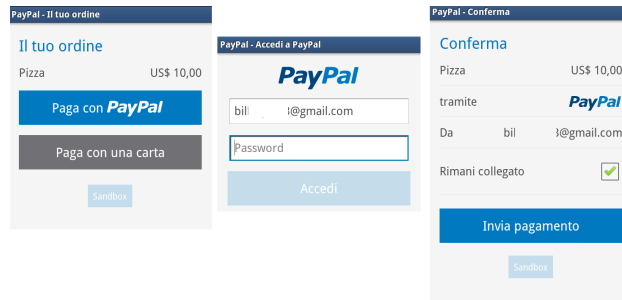 PayPal - Il tuo ordine
Il tuo ordine
Pizza US$ 10,00
Paga con PayPal
Paga con una carta
Sandbox
PayPal - Accedi a PayPal
PayPal
@gmail.com
Password
Accedi
PayPal - Conferma
Conferma
Pizza US$ 10,00
tramite PayPal
Da @gmail.com
Rimani collegato
Invia pagamento
Sandbox